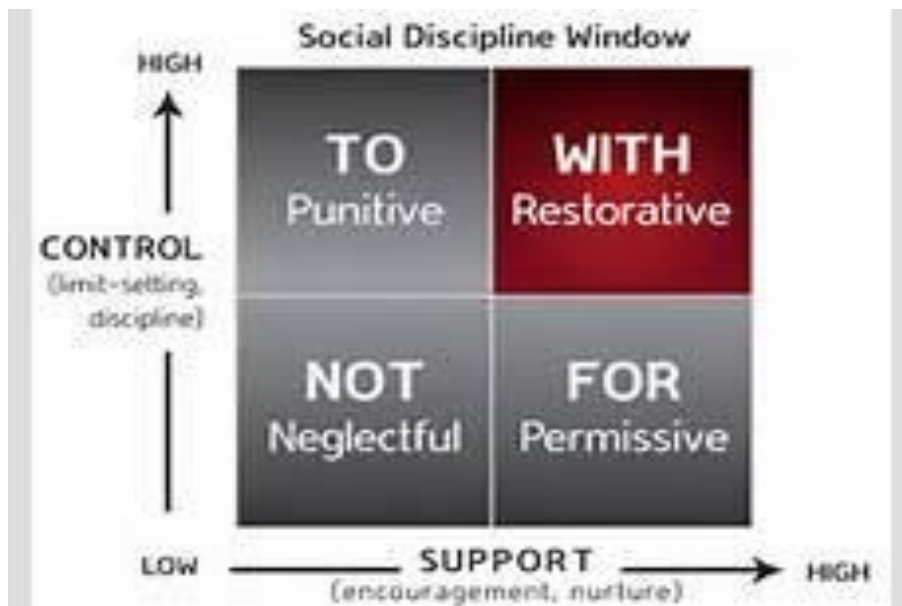 Social Discipline Window
HIGH
TO
Punitive
WITH
Restorative
CONTROL
(limit-setting,
discipline)
NOT
Neglectful
FOR
Permissive
LOW
SUPPORT
HIGH
(encouragement, nurture)